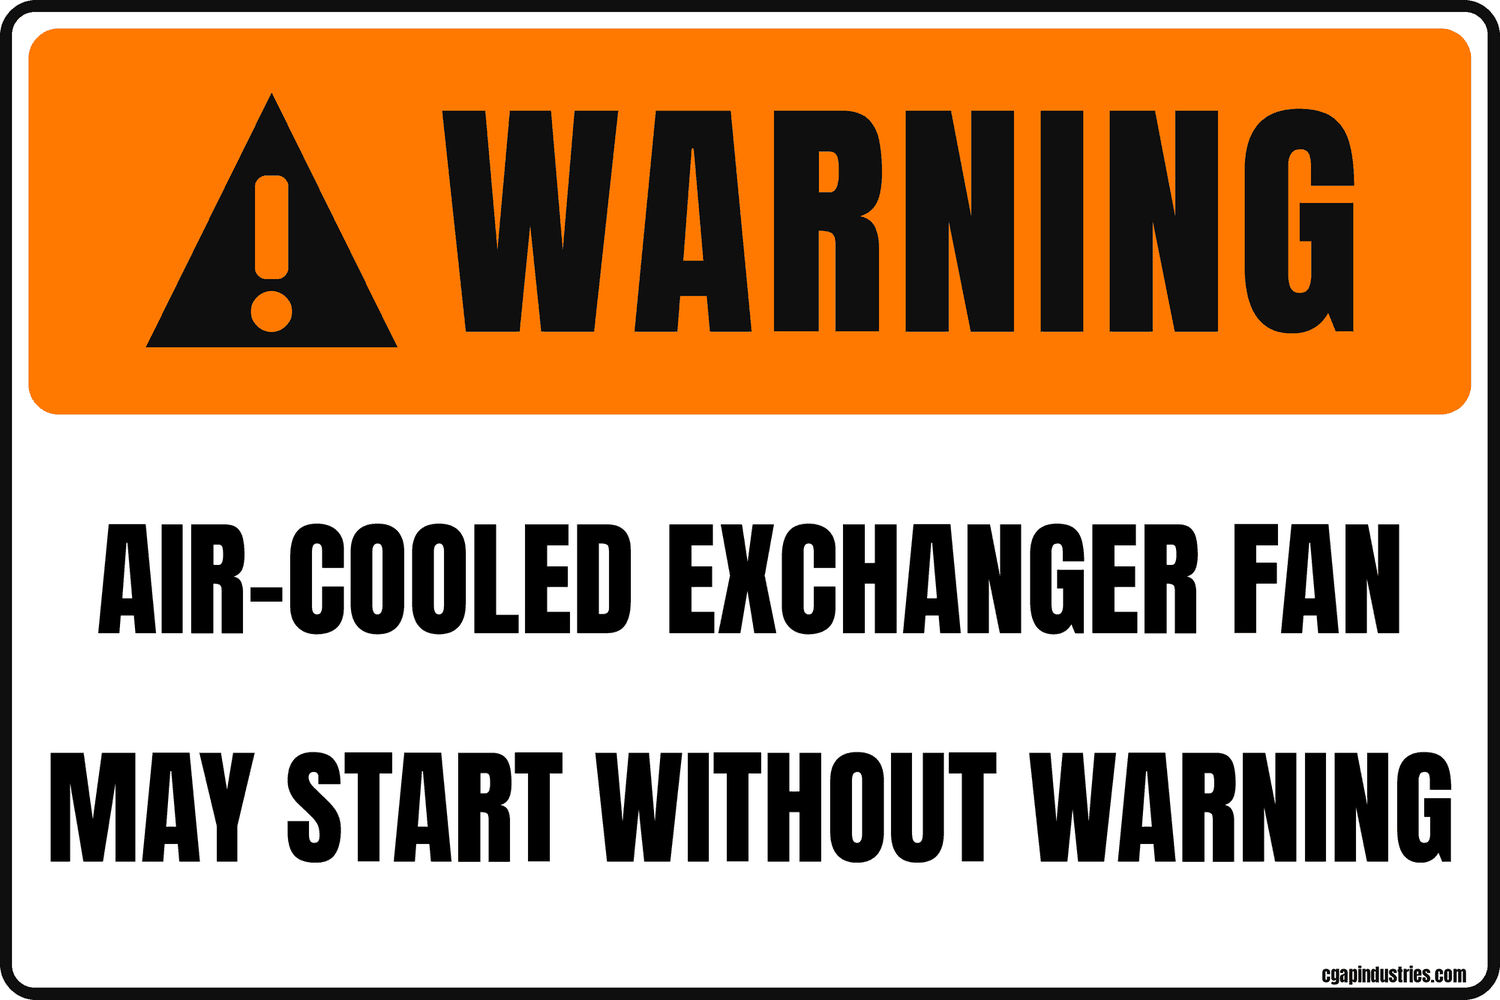 WARNING
AIR-COOLED EXCHANGER FAN
MAY START WITHOUT WARNING
cgapindustries.com